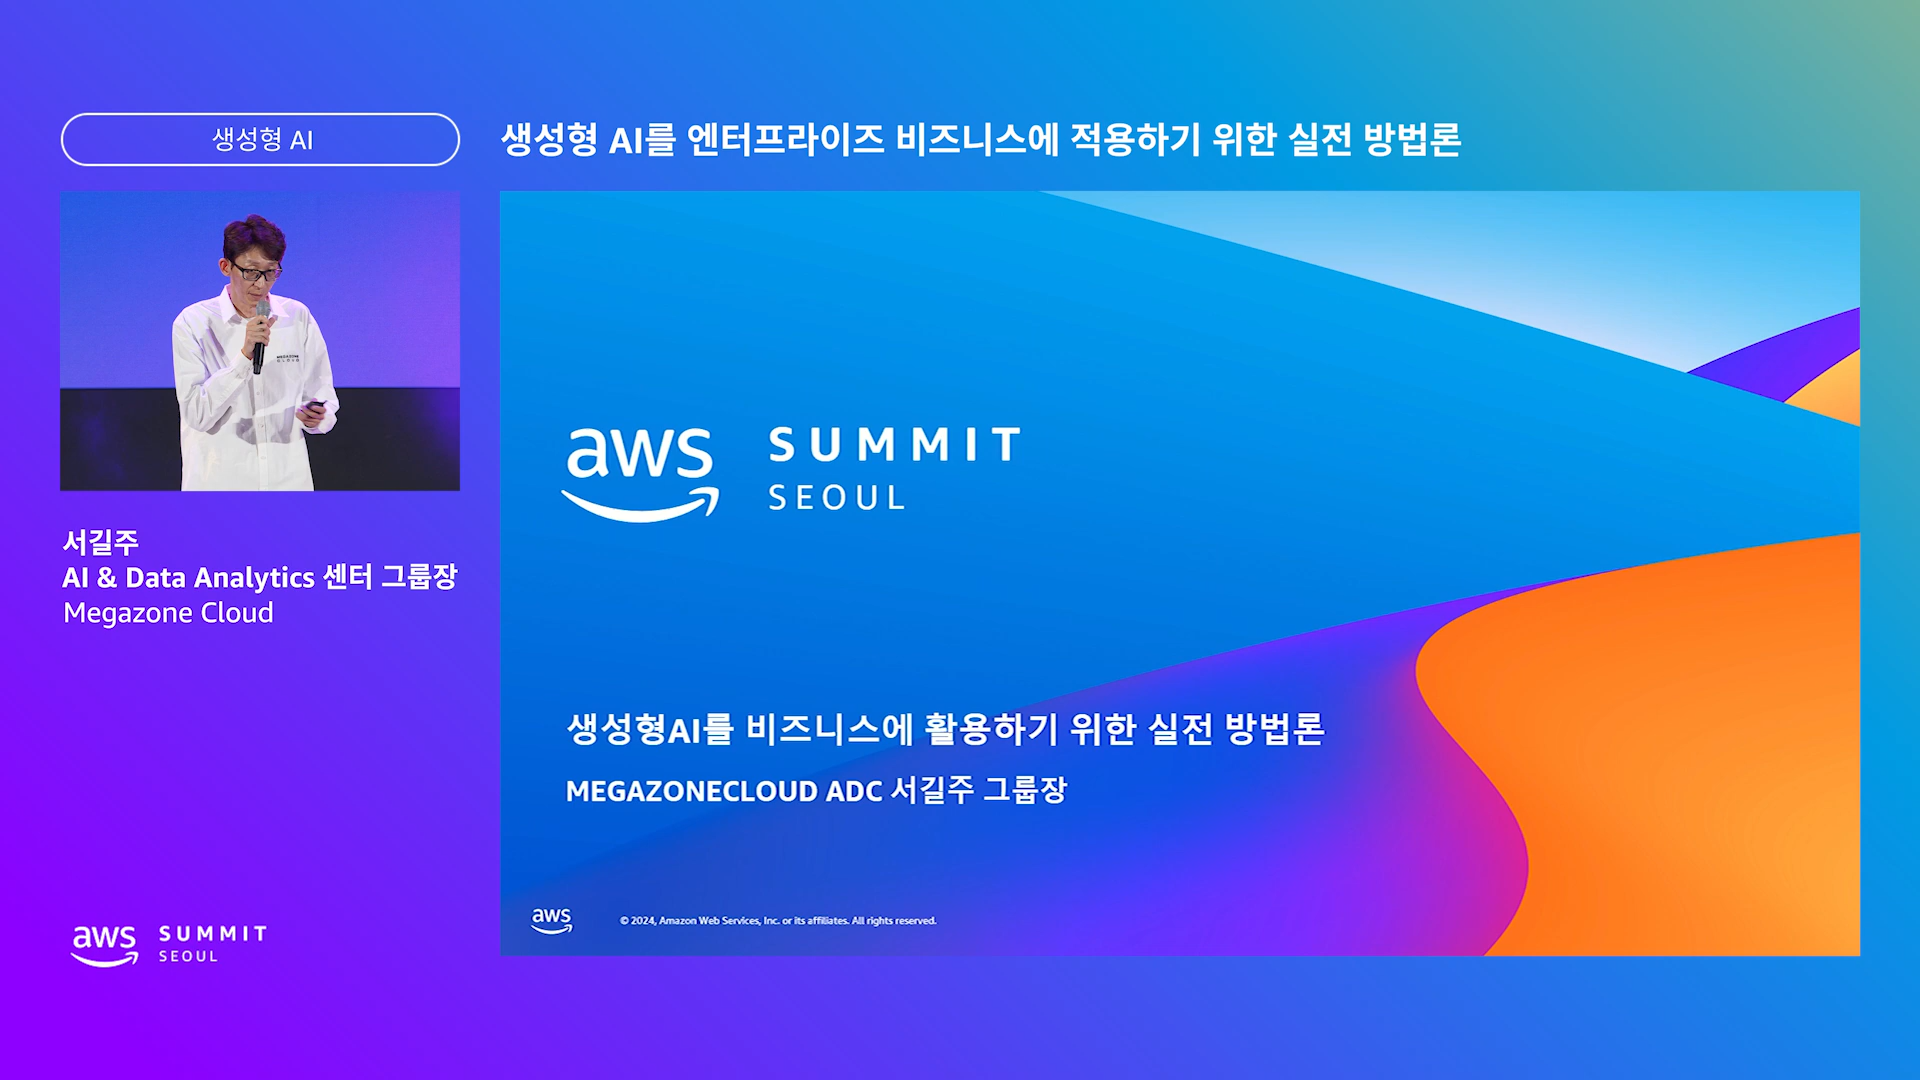 생성형 AI
생성형 AI를 엔터프라이즈 비즈니스에 적용하기 위한 실전 방법론
MEGAZONE
서길주
AI & Data Analytics 센터 그룹장
Megazone Cloud
aws SUMMIT
SEOUL
aws SUMMIT
SEOUL
생성형AI를 비즈니스에 활용하기 위한 실전 방법론
MEGAZONECLOUD ADC 서길주 그룹장
aws © 2024, Amazon Web Services, Inc. or its affiliates. All rights reserved.